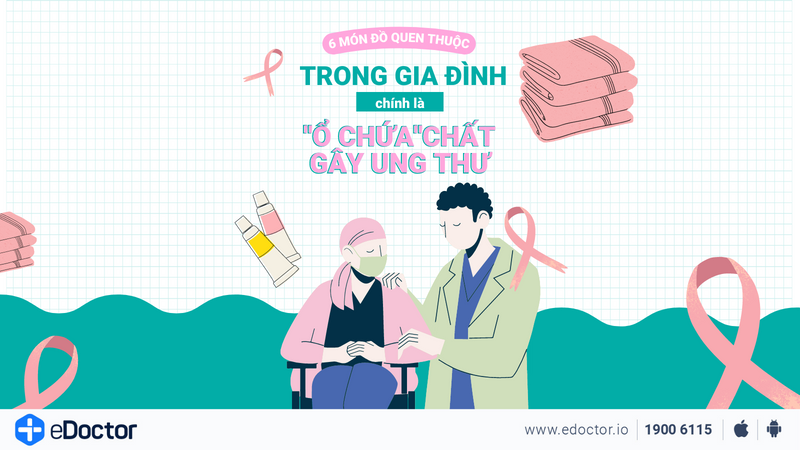 6 MÓN ĐỒ QUEN THUỘC
TRONG GIA ĐÌNH
chính là
"Ổ CHỨA"CHẤT
GÂY UNG THƯ
eDoctor
www.edoctor.io
1900 6115